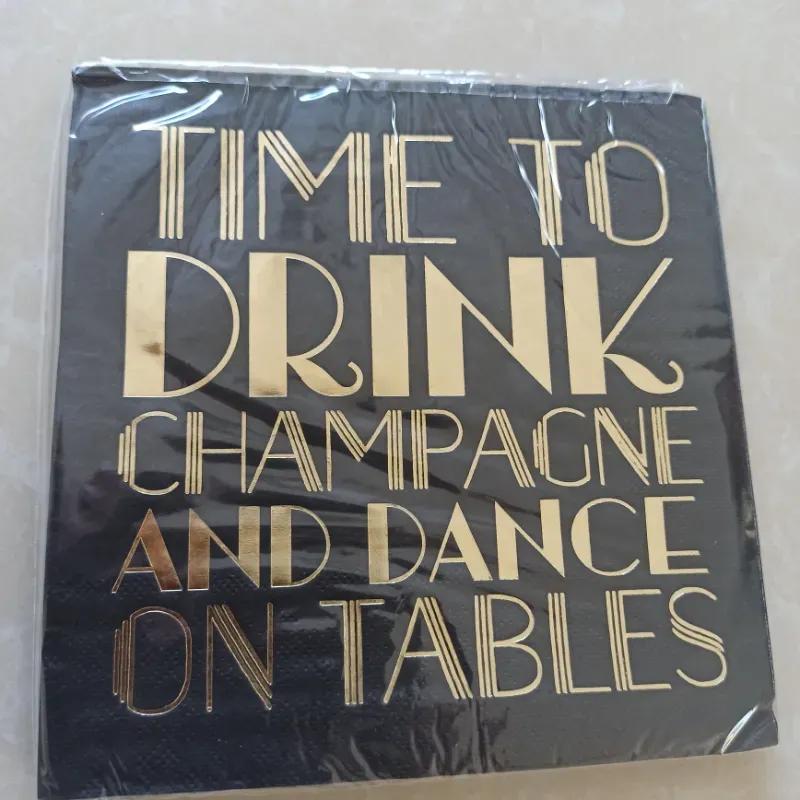 TIME TO
DRINK
CHAMPAGNE
AND DANCE
ON TABLES